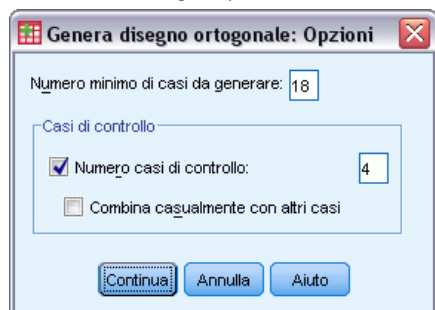 Genera disegno ortogonale: Opzioni
Numero minimo di casi da generare: 18
Casi di controllo
Numero casi di controllo: 4
Combina casualmente con altri casi
Continua Annulla Aiuto